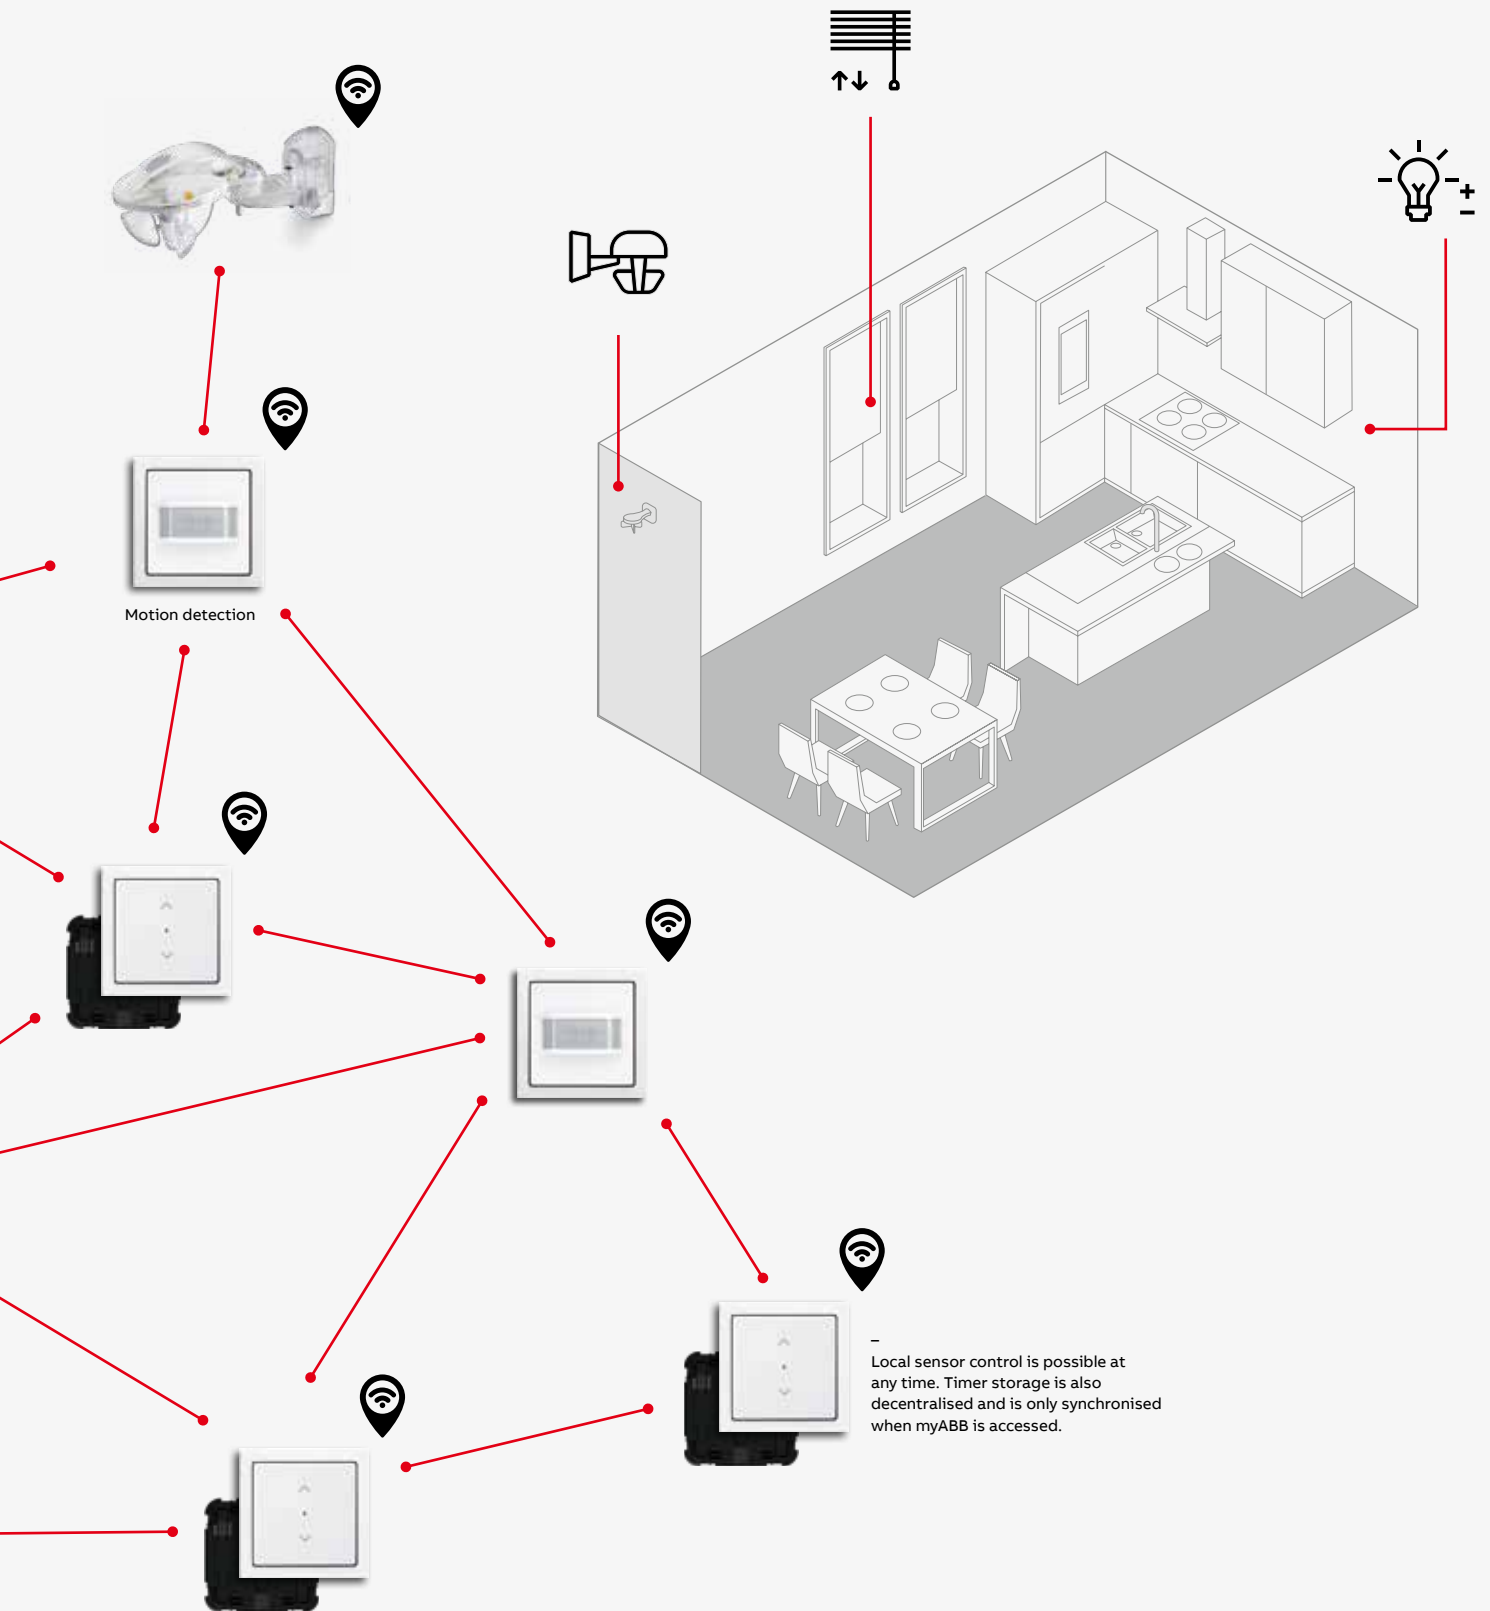 Motion detection
–
Local sensor control is possible at
any time. Timer storage is also
decentralised and is only synchronised
when myABB is accessed.